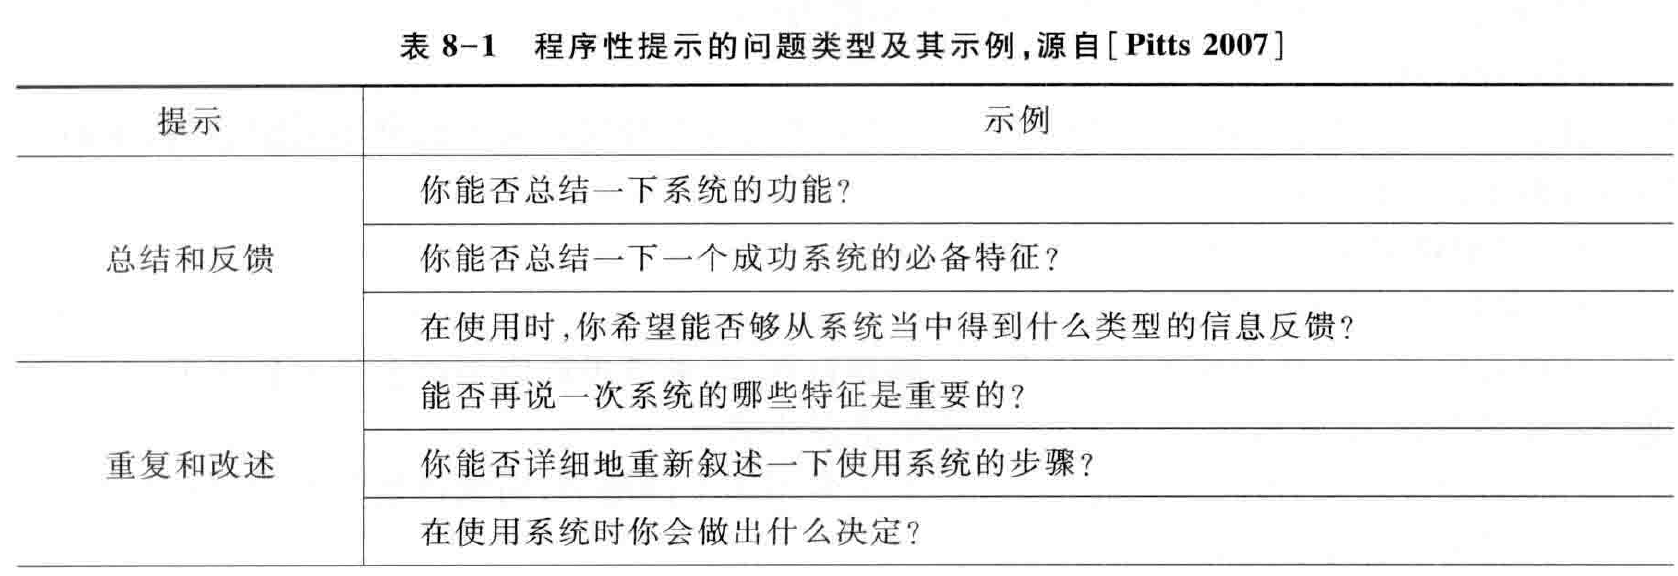 表 8-1 程序性提示的问题类型及其示例,源自[Pitts 2007]
提示 示例
你能否总结一下系统的功能?
总结和反馈 你能否总结一下一个成功系统的必备特征?
在使用时,你希望能否够从系统当中得到什么类型的信息反馈?
能否再说一次系统的哪些特征是重要的?
重复和改述 你能否详细地重新叙述一下使用系统的步骤?
在使用系统时你会做出什么决定?